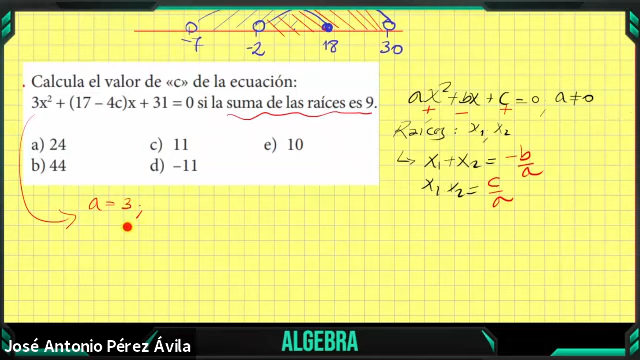 -7 -2 18 30
. Calcula el valor de «c» de la ecuación:
3x² + (17 – 4c)x + 31 = 0 si la suma de las raíces es 9.
a) 24 c) 11 e) 10
b) 44 d) –11
a = 3 ;
ax² + bx + c = 0, a ≠ 0
Raíces: x₁, x₂
↳ x₁ + x₂ = -b/a
x₁ x₂ = c/a
José Antonio Pérez Ávila
ALGEBRA